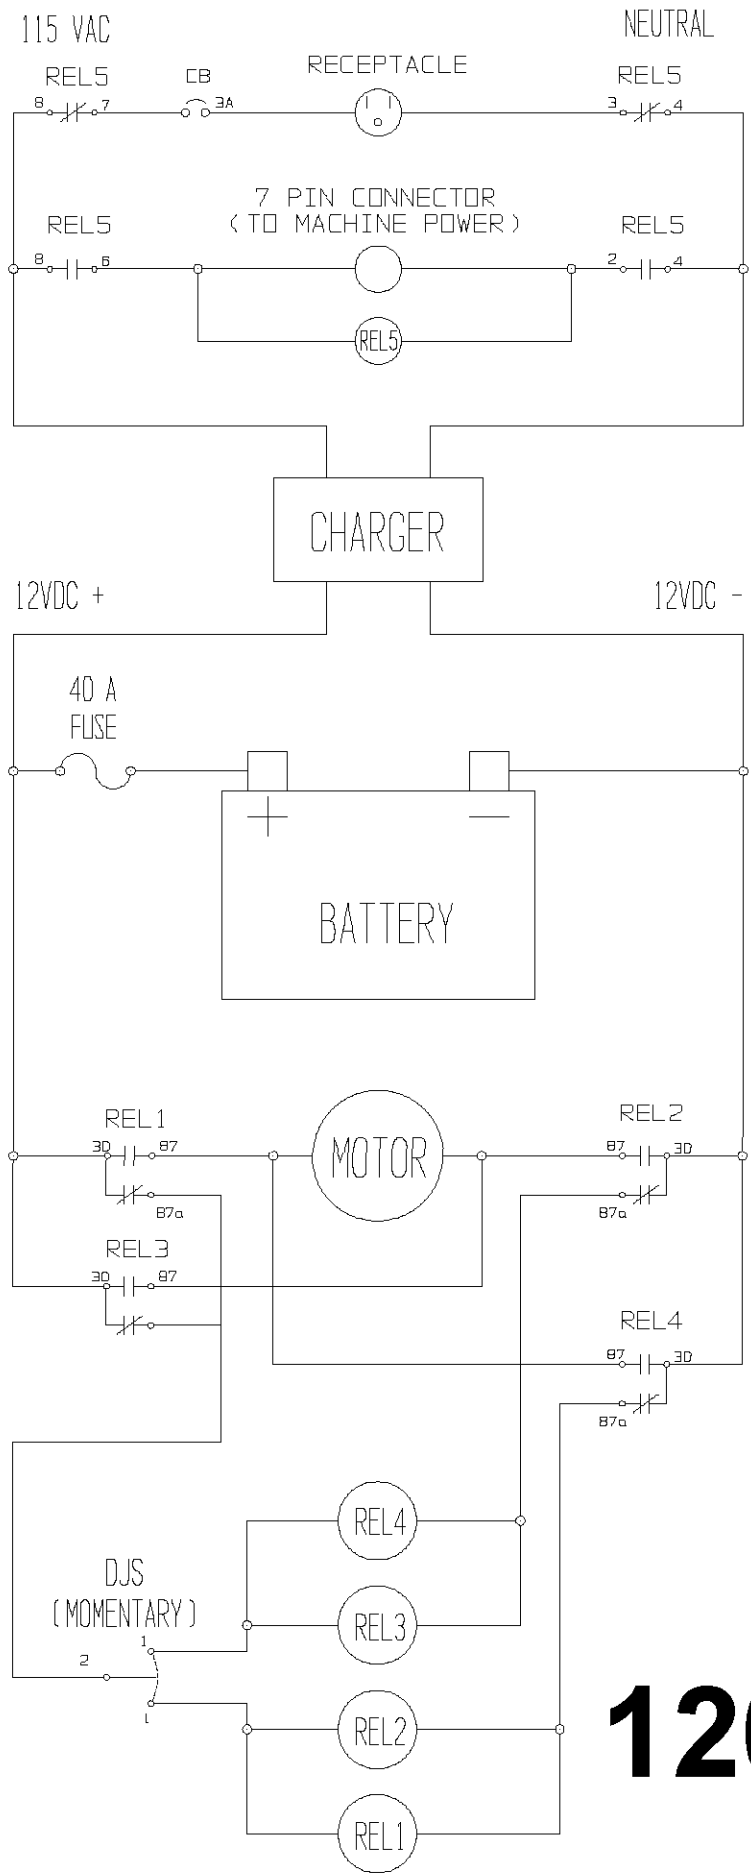 115 VAC
NEUTRAL
REL5
CB
RECEPTACLE
REL5
8
7
3A
3
4
7 PIN CONNECTOR
(TO MACHINE POWER)
REL5
REL5
8
6
2
4
REL5
CHARGER
12VDC +
12VDC -
40 A
FUSE
+
−
BATTERY
REL1
REL2
30
87
MOTOR
87
30
87a
87a
REL3
30
87
REL4
87
30
87a
REL4
DJS
(MOMENTARY)
REL3
1
2
1
REL2
REL1
120